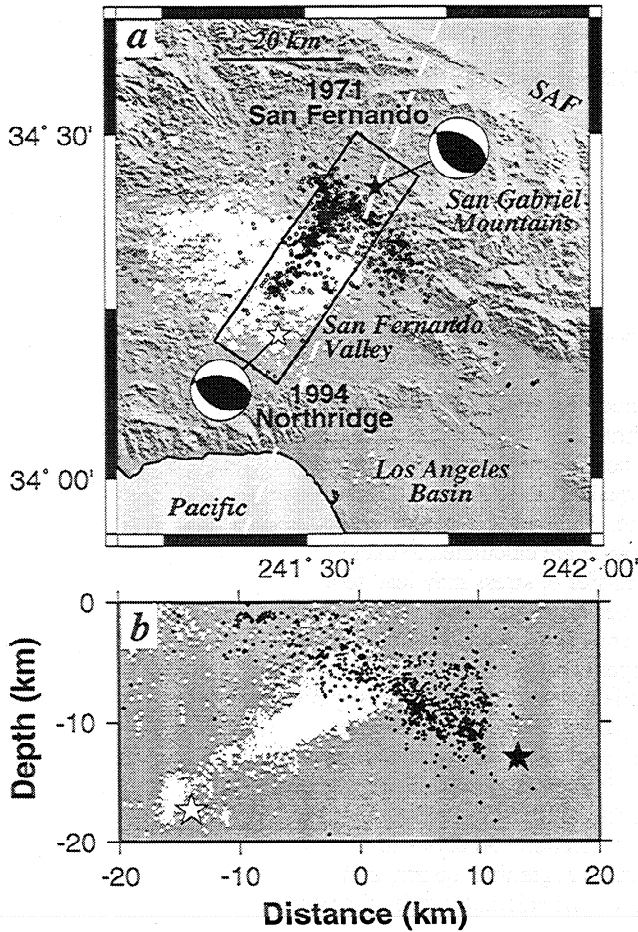 a
20 km
SAF
1971
San Fernando
34° 30'
San Gabriel
Mountains
San Fernando
Valley
1994
Northridge
34° 00'
Los Angeles
Basin
Pacific
241° 30'
242° 00'
b
0
-10
-20
Depth (km)
-20
-10
0
10
20
Distance (km)